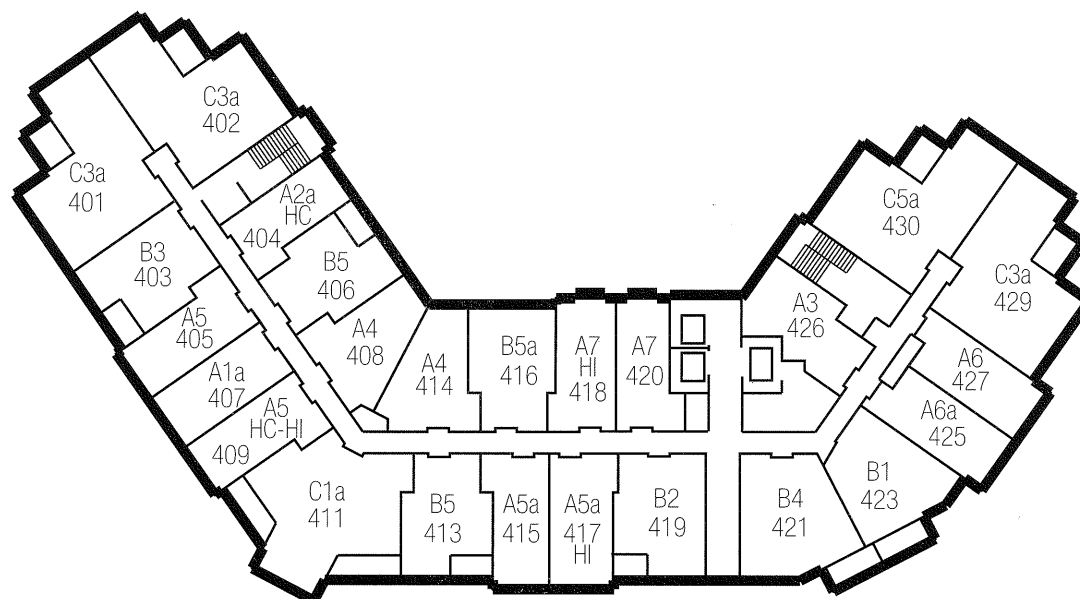 C3a
402
C3a
401
A2a
HC
404
B3
403
B5
406
A5
405
A4
408
A1a
407
A5
HC-HI
409
C1a
411
A4
414
B5a
416
A7
HI
418
A7
420
B5
413
A5a
415
A5a
417
HI
B2
419
B4
421
B1
423
A6a
425
A6
427
A3
426
C5a
430
C3a
429